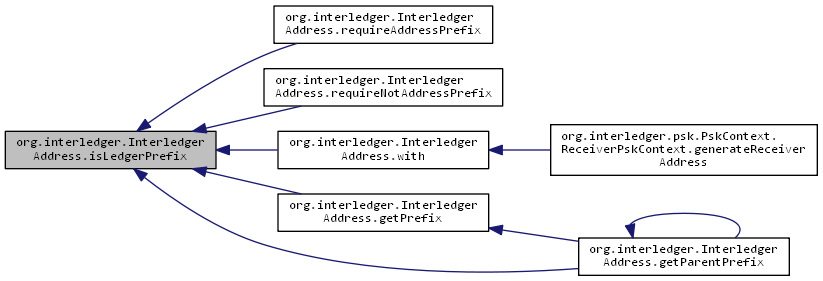 org.interledger.Interledger
Address.requireAddressPrefix
org.interledger.Interledger
Address.requireNotAddressPrefix
org.interledger.Interledger
Address.isLedgerPrefix
org.interledger.Interledger
Address.with
org.interledger.psk.PskContext.
ReceiverPskContext.generateReceiver
Address
org.interledger.Interledger
Address.getPrefix
org.interledger.Interledger
Address.getParentPrefix